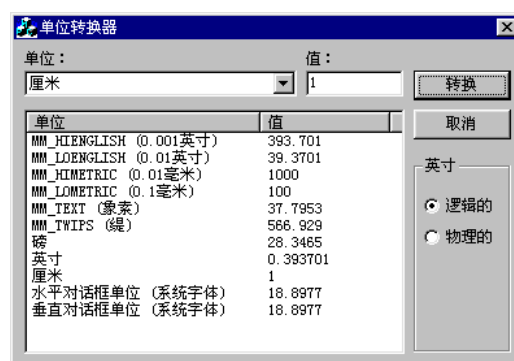 单位转换器
单位：
值：
厘米
1
转换
取消
单位
值
MM_HIENGLISH (0.001英寸)
393.701
MM_LOENGLISH (0.01英寸)
39.3701
MM_HIMETRIC (0.01毫米)
1000
MM_LOMETRIC (0.1毫米)
100
MM_TEXT (象素)
37.7953
MM_TWIPS (缇)
566.929
磅
28.3465
英寸
0.393701
厘米
1
水平对话框单位 (系统字体)
18.8977
垂直对话框单位 (系统字体)
18.8977
英寸
逻辑的
物理的